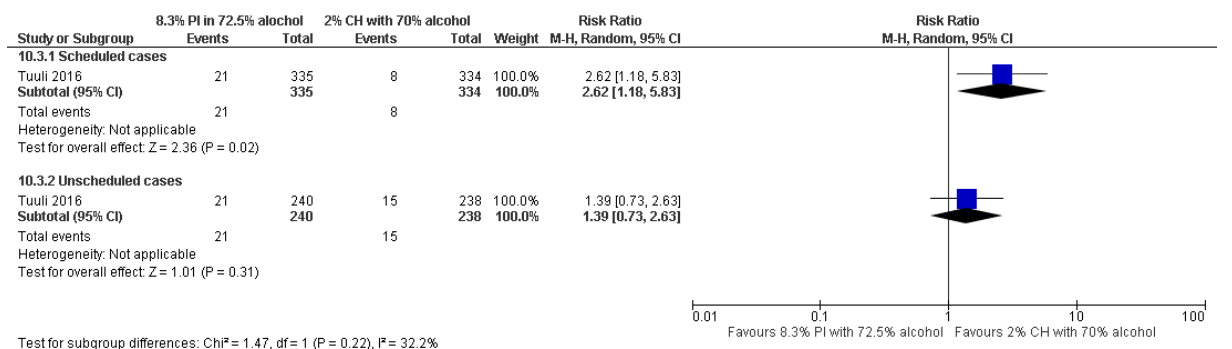 8.3% PI in 72.5% alochol 2% CH with 70% alcohol Risk Ratio Risk Ratio
Study or Subgroup Events Total Events Total Weight M-H, Random, 95% CI M-H, Random, 95% CI
10.3.1 Scheduled cases
Tuuli 2016 21 335 8 334 100.0% 2.62 [1.18, 5.83]
Subtotal (95% CI) 335 334 100.0% 2.62 [1.18, 5.83]
Total events 21 8
Heterogeneity: Not applicable
Test for overall effect: Z = 2.36 (P = 0.02)
10.3.2 Unscheduled cases
Tuuli 2016 21 240 15 238 100.0% 1.39 [0.73, 2.63]
Subtotal (95% CI) 240 238 100.0% 1.39 [0.73, 2.63]
Total events 21 15
Heterogeneity: Not applicable
Test for overall effect: Z = 1.01 (P = 0.31)
0.01 0.1 1 10 100
Favours 8.3% PI with 72.5% alcohol Favours 2% CH with 70% alcohol
Test for subgroup differences: Chi² = 1.47, df = 1 (P = 0.22), I² = 32.2%